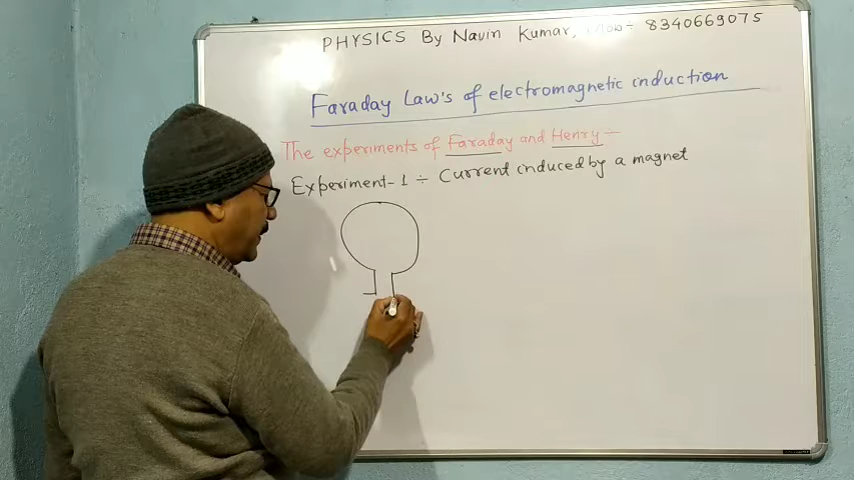 PHYSICS By Navin Kumar, Mob÷ 8340669075
Faraday Law's of electromagnetic induction
The experiments of Faraday and Henry÷
Experiment-1 ÷ Current induced by a magnet